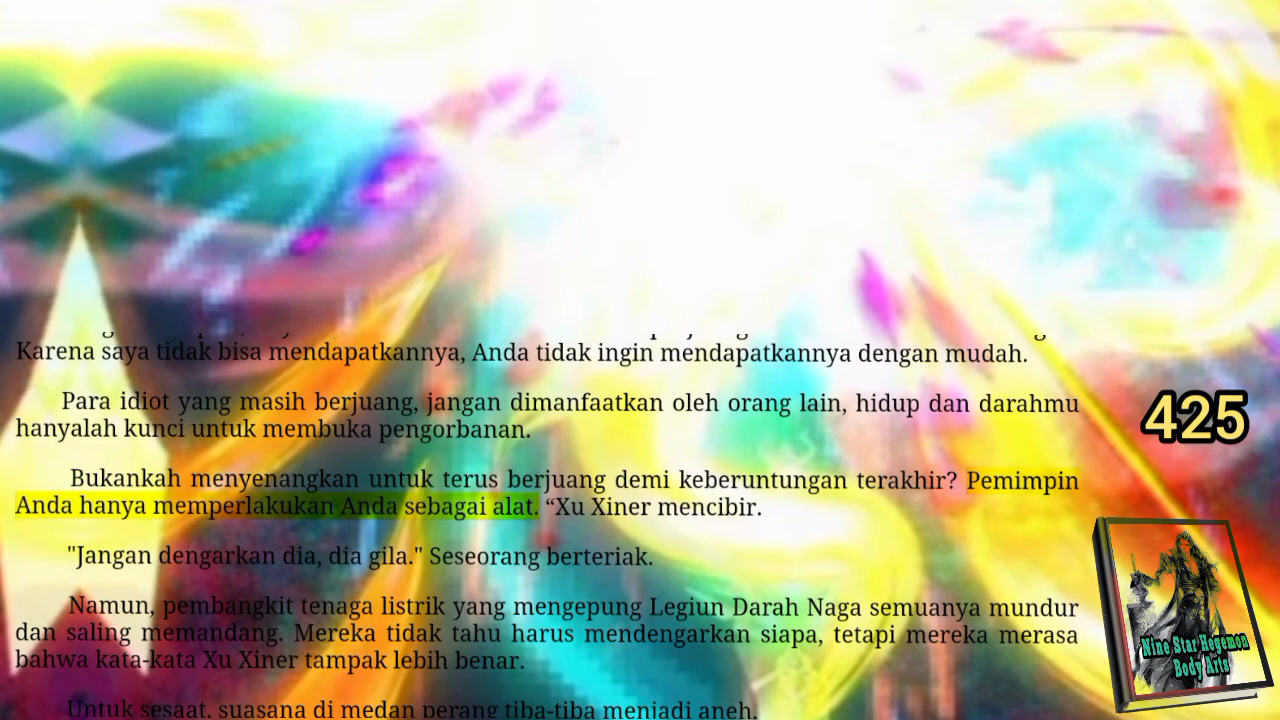 Karena saya tidak bisa mendapatkannya, Anda tidak ingin mendapatkannya dengan mudah.
Para idiot yang masih berjuang, jangan dimanfaatkan oleh orang lain, hidup dan darahmu
hanyalah kunci untuk membuka pengorbanan.
Bukankah menyenangkan untuk terus berjuang demi keberuntungan terakhir? Pemimpin
Anda hanya memperlakukan Anda sebagai alat. “Xu Xiner mencibir.
"Jangan dengarkan dia, dia gila." Seseorang berteriak.
Namun, pembangkit tenaga listrik yang mengepung Legiun Darah Naga semuanya mundur
dan saling memandang. Mereka tidak tahu harus mendengarkan siapa, tetapi mereka merasa
bahwa kata-kata Xu Xiner tampak lebih benar.
Untuk sesaat, suasana di medan perang tiba-tiba menjadi aneh.
425
Nine Star Hegemon
Body Arts